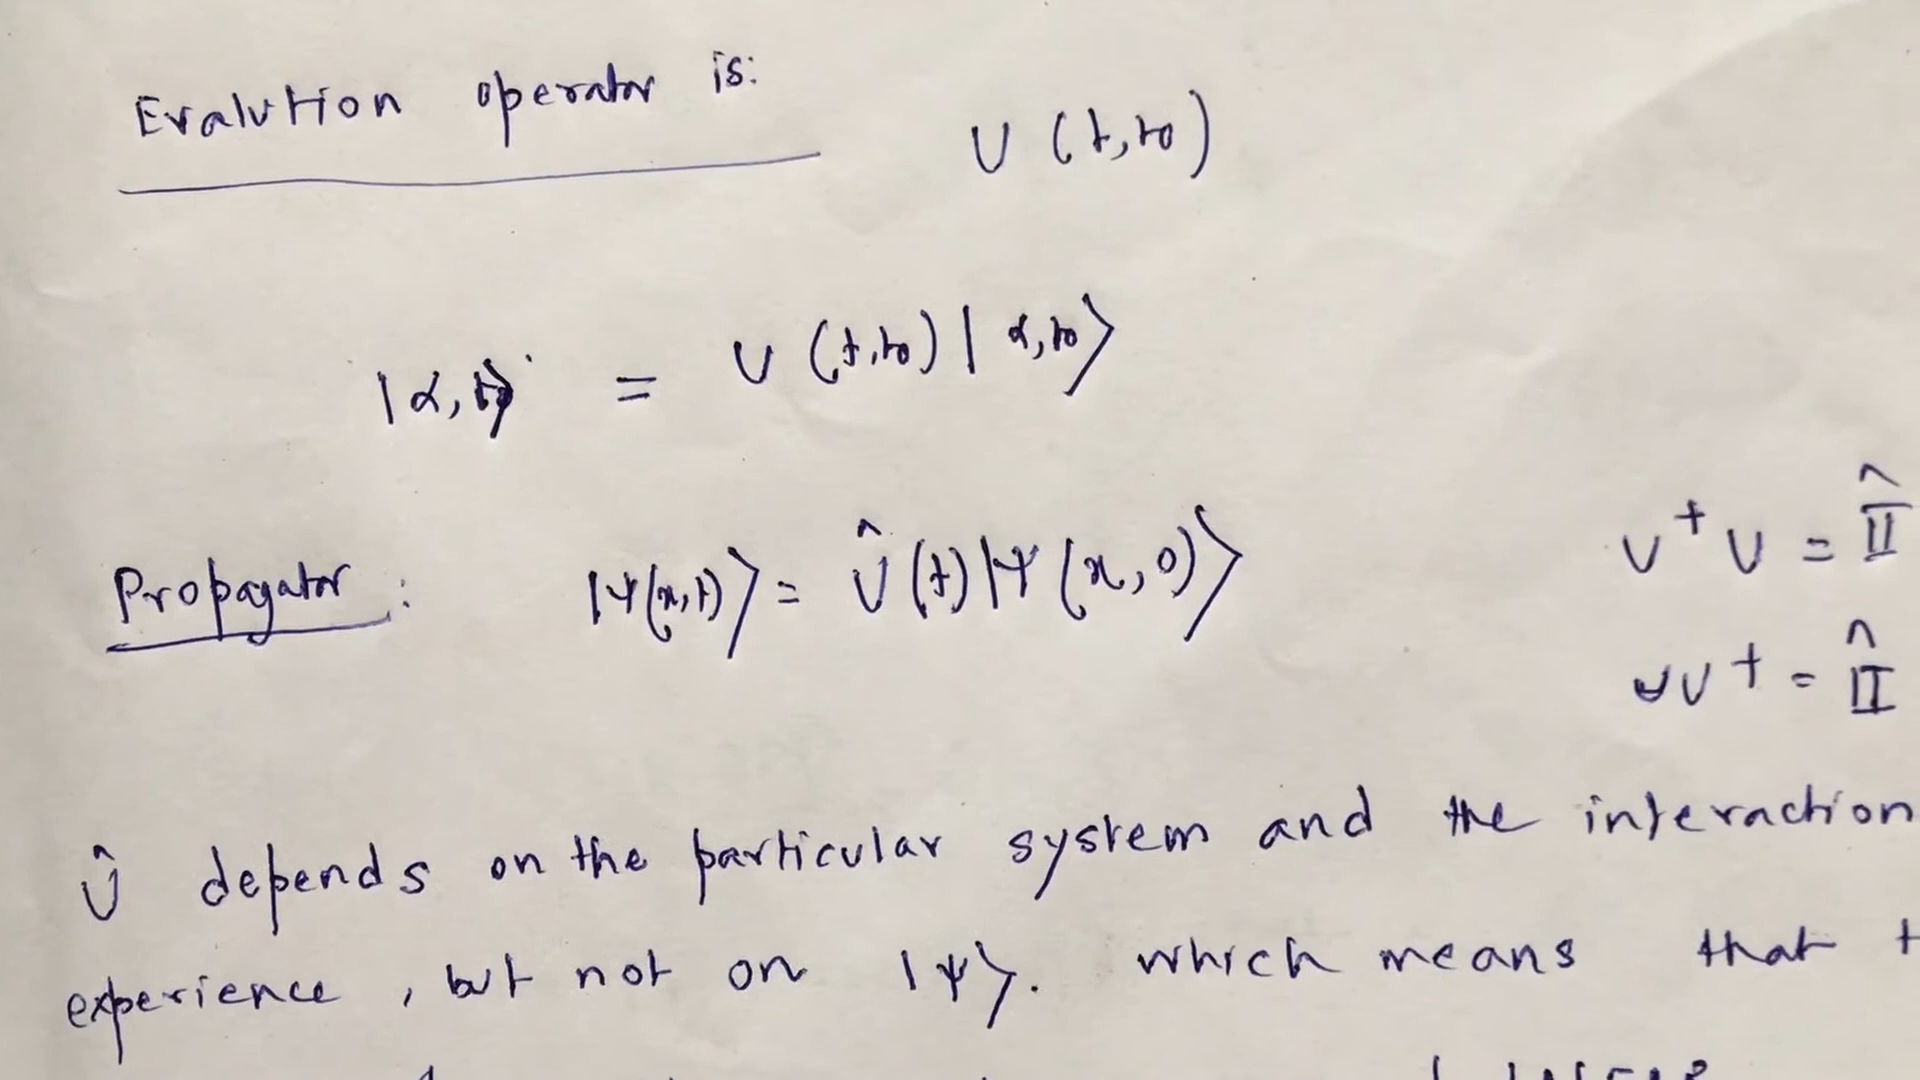 Evalution operator is: U (t,t₀)
|α,t⟩ = U (t,t₀) | α,t₀⟩
Propagator : |Ψ(x,t)⟩ = Û(t)|Ψ (x,0)⟩
U†U = 𝕀̂
UU† = 𝕀̂
Û depends on the particular system and the interaction
experience, but not on |Ψ⟩. which means that